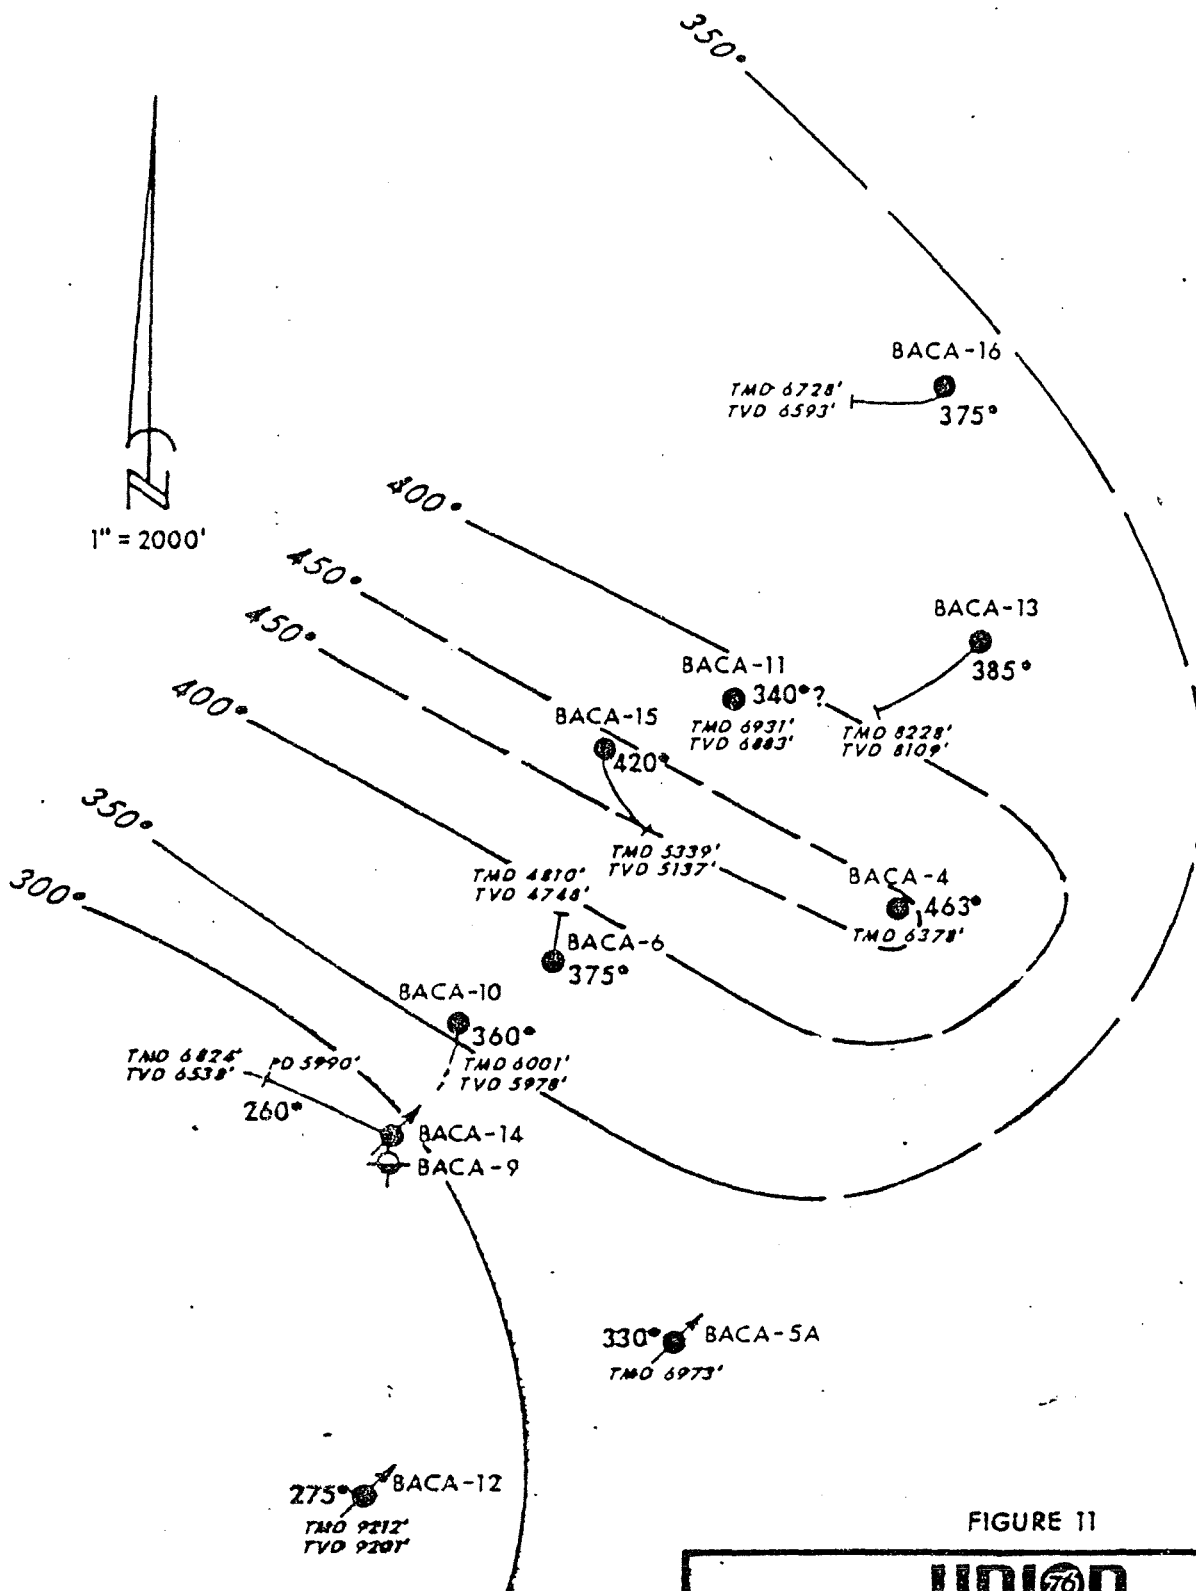 350°
BACA-16
TMD 6728'
TVD 6593'
375°
400°
N
1" = 2000'
450°
BACA-13
450°
385°
BACA-11
340°?
400°
BACA-15
TMD 6931'
TVD 6883'
TMD 8228'
TVD 8109'
420°
350°
TMD 5339'
TVD 5137'
TMD 4810'
TVD 4748'
BACA-4
463°
300°
TMD 6378'
BACA-6
375°
BACA-10
360°
TMD 6001'
TVD 5978'
TMD 6824'
TVD 6538'
PD 5990'
260°
BACA-14
BACA-9
330°
BACA-5A
TMD 6973'
275°
BACA-12
TMD 9212'
TVD 9201'
FIGURE 11
UNION
76